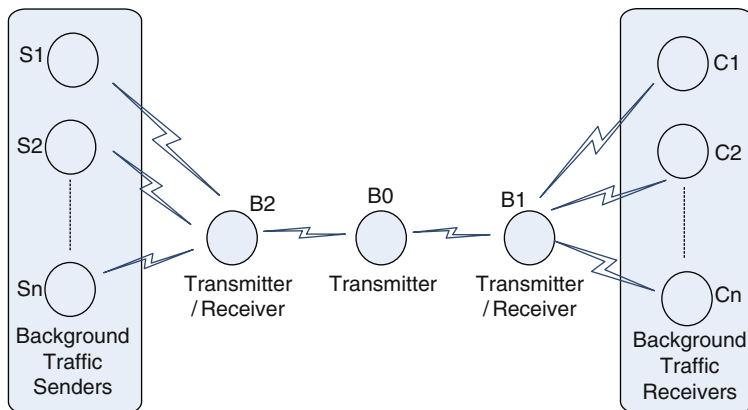 S1
S2
Sn
Background
Traffic
Senders
B2
Transmitter
/Receiver
B0
Transmitter
B1
Transmitter
/Receiver
C1
C2
Cn
Background
Traffic
Receivers